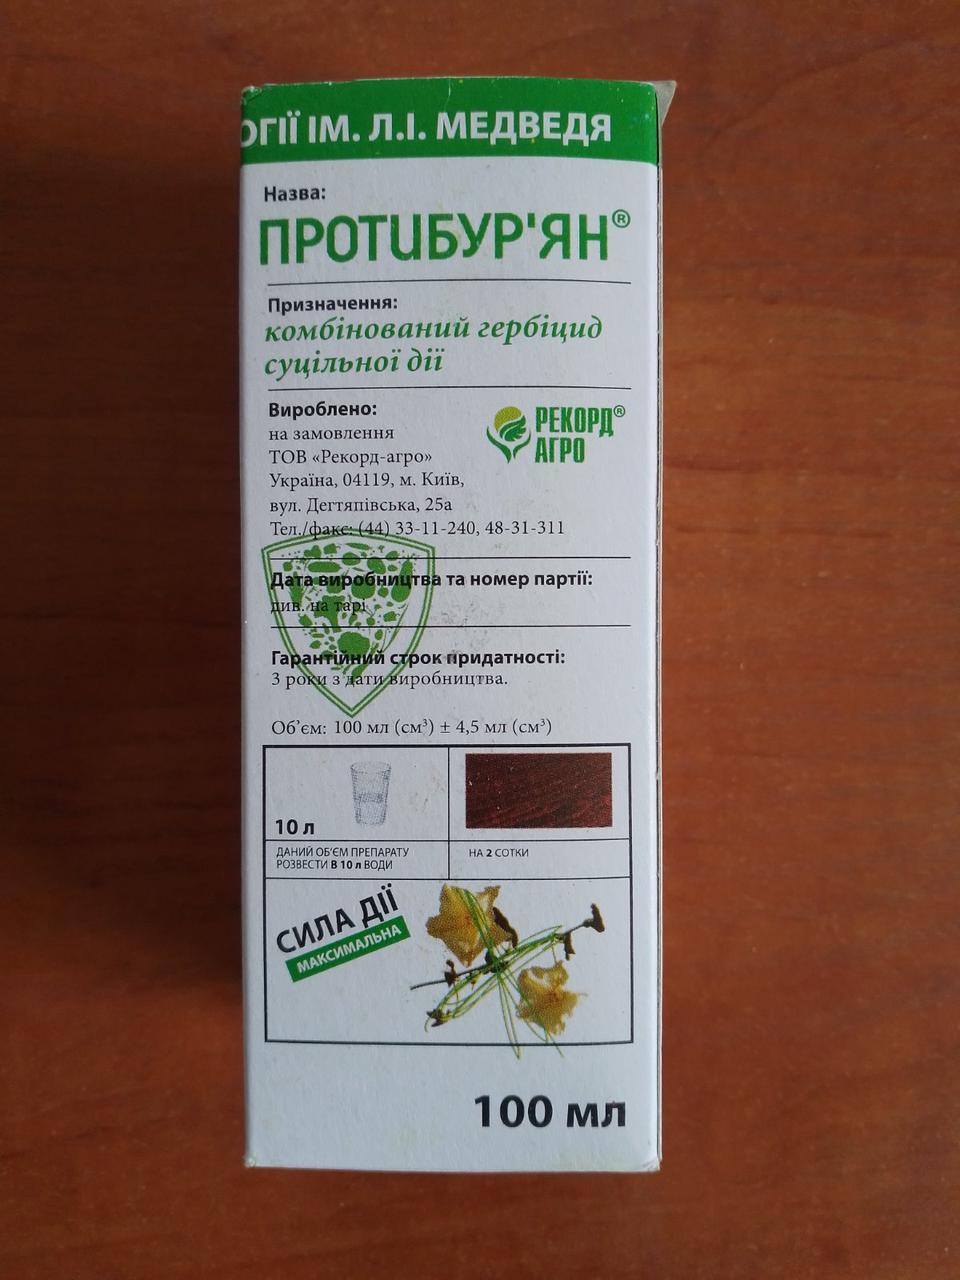 ОГІЇ ІМ. Л.І. МЕДВЕДЯ
Назва:
ПРОТИБУР'ЯН®
Призначення:
комбінований гербіцид
суцільної дії
Вироблено:
на замовлення
ТОВ «Рекорд-агро»
Україна, 04119, м. Київ,
вул. Дегтяпівська, 25а
Тел./факс: (44) 33-11-240, 48-31-311
РЕКОРД®
АГРО
Дата виробництва та номер партії:
див. на тарі
Гарантійний строк придатності:
3 роки з дати виробництва.
Об'єм: 100 мл (см³) ± 4,5 мл (см³)
10 л
ДАНИЙ ОБ'ЄМ ПРЕПАРАТУ
РОЗВЕСТИ В 10 л ВОДИ
НА 2 СОТКИ
СИЛА ДІЇ
МАКСИМАЛЬНА
100 мл